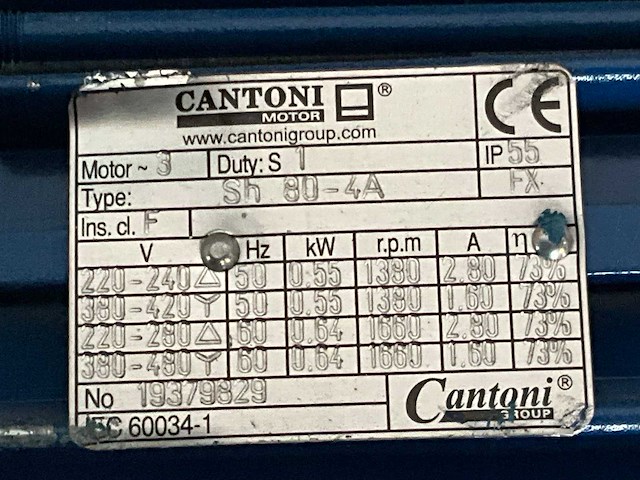 CANTONI ®
MOTOR
www.cantonigroup.com
CE
Motor ~ 3 Duty: S 1 IP 55
Type: Sh 80-4A FX
Ins. cl. F
V Hz kW r.p.m A η
220-240 △ 50 0.55 1380 2.80 73%
380-420 Y 50 0.55 1380 1.60 73%
220-280 △ 60 0.64 1660 2.80 73%
380-480 Y 60 0.64 1660 1.60 73%
No 19379829
IEC 60034-1
Cantoni ®
GROUP